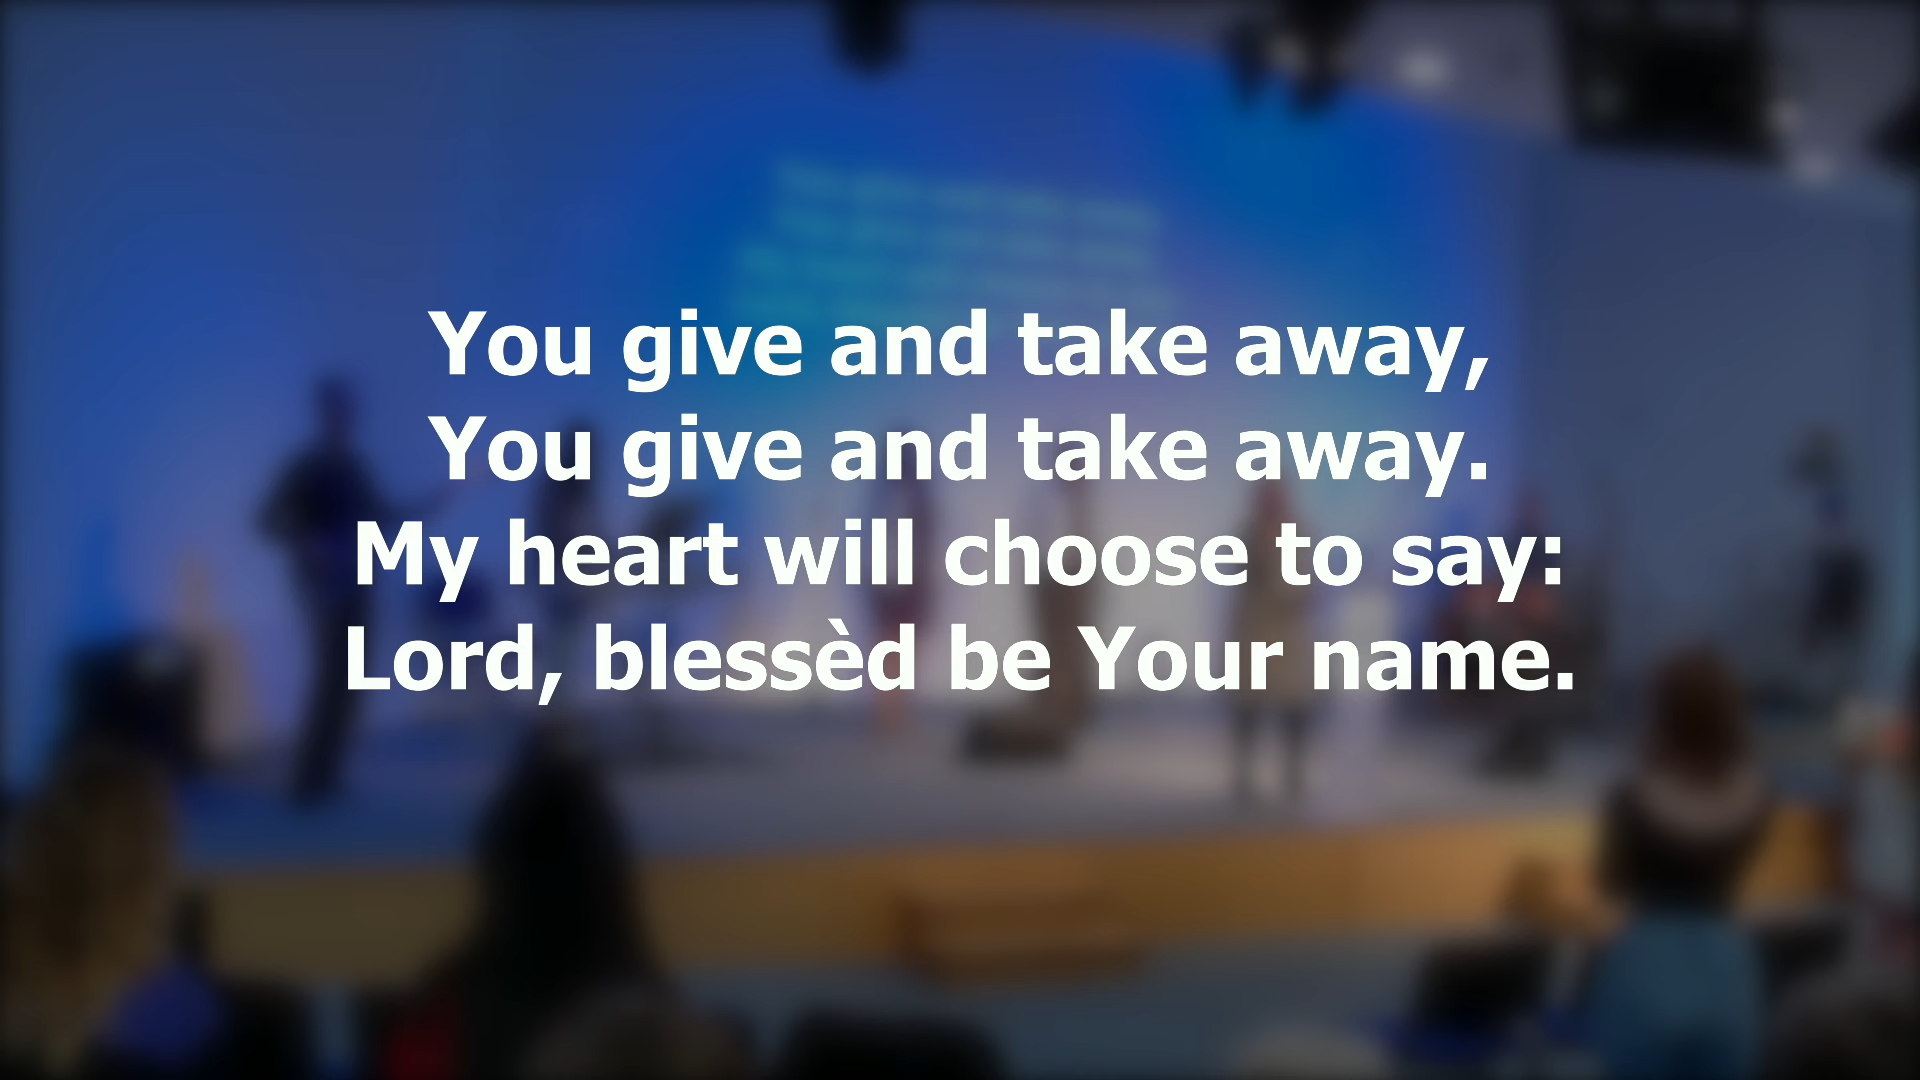 You give and take away,
You give and take away.
My heart will choose to say:
Lord, blessèd be Your name.